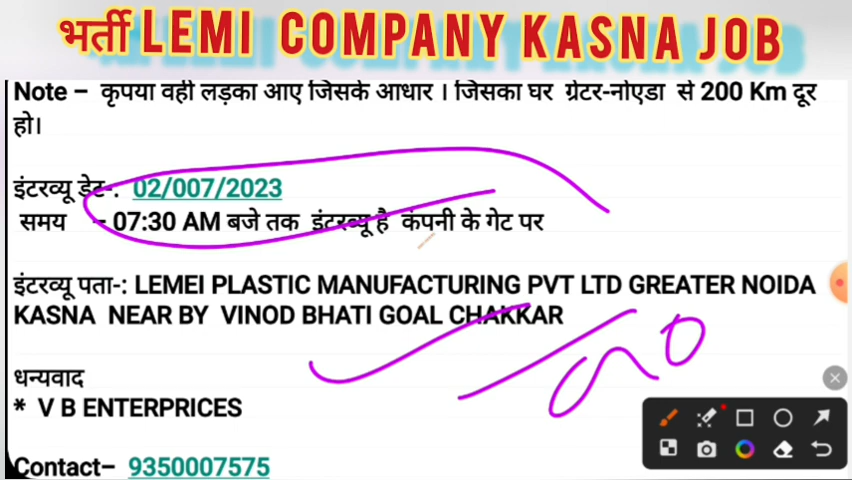 भर्ती LEMI COMPANY KASNA JOB
Note – कृपया वही लड़का आए जिसके आधार । जिसका घर ग्रेटर-नोएडा से 200 Km दूर
हो।
इंटरव्यू डेट-: 02/007/2023
समय – 07:30 AM बजे तक इंटरव्यू है कंपनी के गेट पर
इंटरव्यू पता-: LEMEI PLASTIC MANUFACTURING PVT LTD GREATER NOIDA
KASNA NEAR BY VINOD BHATI GOAL CHAKKAR
धन्यवाद
* V B ENTERPRICES
Contact– 9350007575